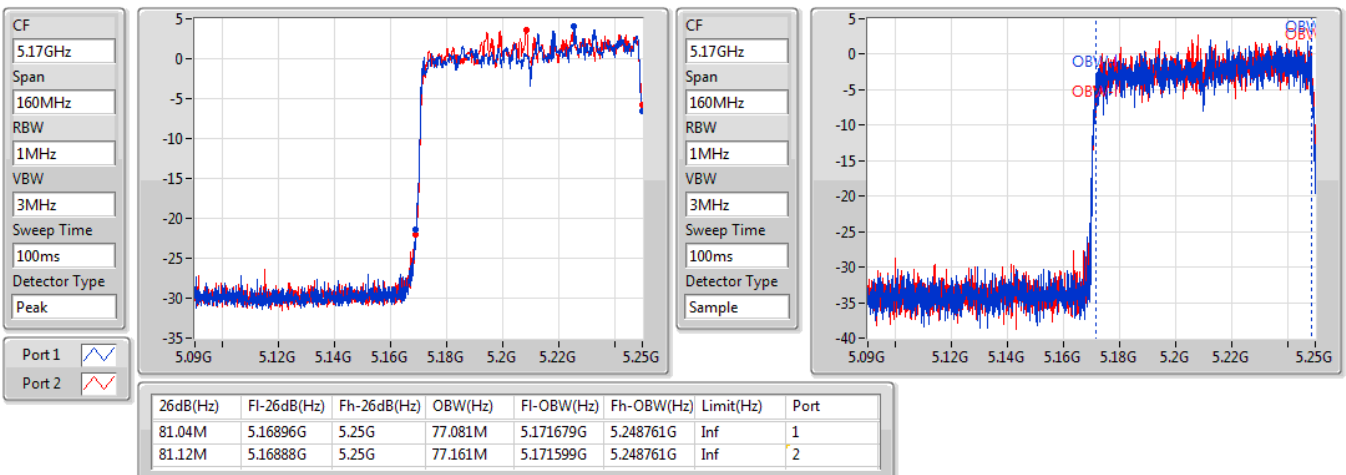 CF
5.17GHz
Span
160MHz
RBW
1MHz
VBW
3MHz
Sweep Time
100ms
Detector Type
Peak
Port 1
Port 2
5
0
-5
-10
-15
-20
-25
-30
-35
5.09G 5.12G 5.14G 5.16G 5.18G 5.2G 5.22G 5.25G
CF
5.17GHz
Span
160MHz
RBW
1MHz
VBW
3MHz
Sweep Time
100ms
Detector Type
Sample
5
0
-5
-10
-15
-20
-25
-30
-35
-40
5.09G 5.12G 5.14G 5.16G 5.18G 5.2G 5.22G 5.25G
26dB(Hz) Fl-26dB(Hz) Fh-26dB(Hz) OBW(Hz) Fl-OBW(Hz) Fh-OBW(Hz) Limit(Hz) Port
81.04M 5.16896G 5.25G 77.081M 5.171679G 5.248761G Inf 1
81.12M 5.16888G 5.25G 77.161M 5.171599G 5.248761G Inf 2